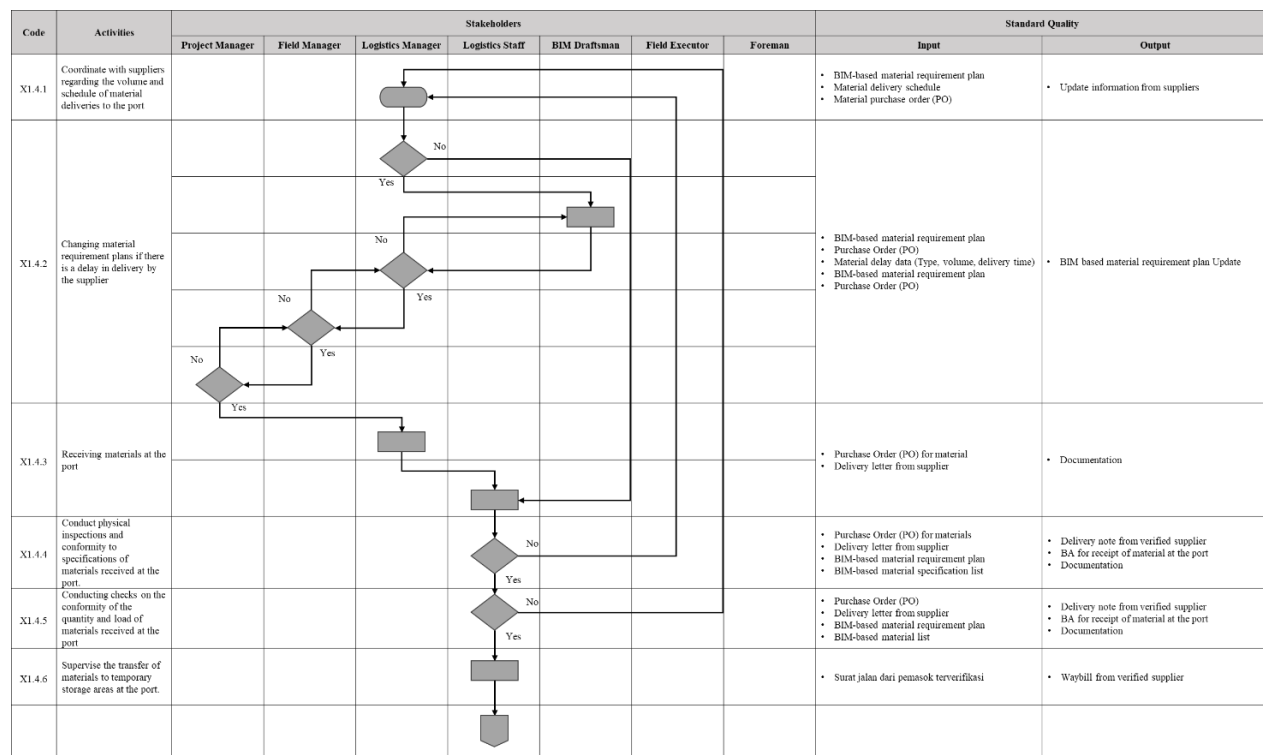 Code
Activities
Stakeholders
Standard Quality
Project Manager
Field Manager
Logistics Manager
Logistics Staff
BIM Draftsman
Field Executor
Foreman
Input
Output
X1.4.1
Coordinate with suppliers
regarding the volume and
schedule of material
deliveries to the port
• BIM-based material requirement plan
• Material delivery schedule
• Material purchase order (PO)
• Update information from suppliers
No
Yes
X1.4.2
Changing material
requirement plans if there
is a delay in delivery by
the supplier
No
Yes
No
Yes
No
Yes
• BIM-based material requirement plan
• Purchase Order (PO)
• Material delay data (Type, volume, delivery time)
• BIM-based material requirement plan
• Purchase Order (PO)
• BIM based material requirement plan Update
X1.4.3
Receiving materials at the
port
• Purchase Order (PO) for material
• Delivery letter from supplier
• Documentation
X1.4.4
Conduct physical
inspections and
conformity to
specifications of
materials received at the
port.
No
Yes
• Purchase Order (PO) for materials
• Delivery letter from supplier
• BIM-based material requirement plan
• BIM-based material specification list
• Delivery note from verified supplier
• BA for receipt of material at the port
• Documentation
X1.4.5
Conducting checks on the
conformity of the
quantity and load of
materials received at the
port
No
Yes
• Purchase Order (PO)
• Delivery letter from supplier
• BIM-based material requirement plan
• BIM-based material list
• Delivery note from verified supplier
• BA for receipt of material at the port
• Documentation
X1.4.6
Supervise the transfer of
materials to temporary
storage areas at the port.
• Surat jalan dari pemasok terverifikasi
• Waybill from verified supplier